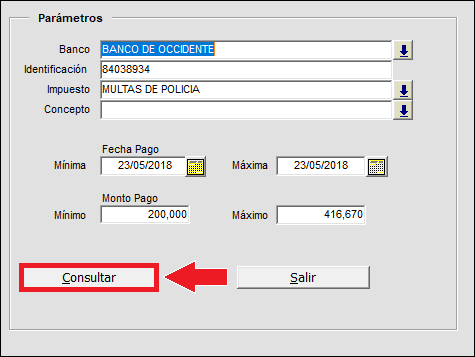 Parámetros
Banco BANCO DE OCCIDENTE
Identificación 84038934
Impuesto MULTAS DE POLICIA
Concepto
Fecha Pago
Mínima 23/05/2018 Máxima 23/05/2018
Monto Pago
Mínimo 200,000 Máximo 416,670
Consultar Salir